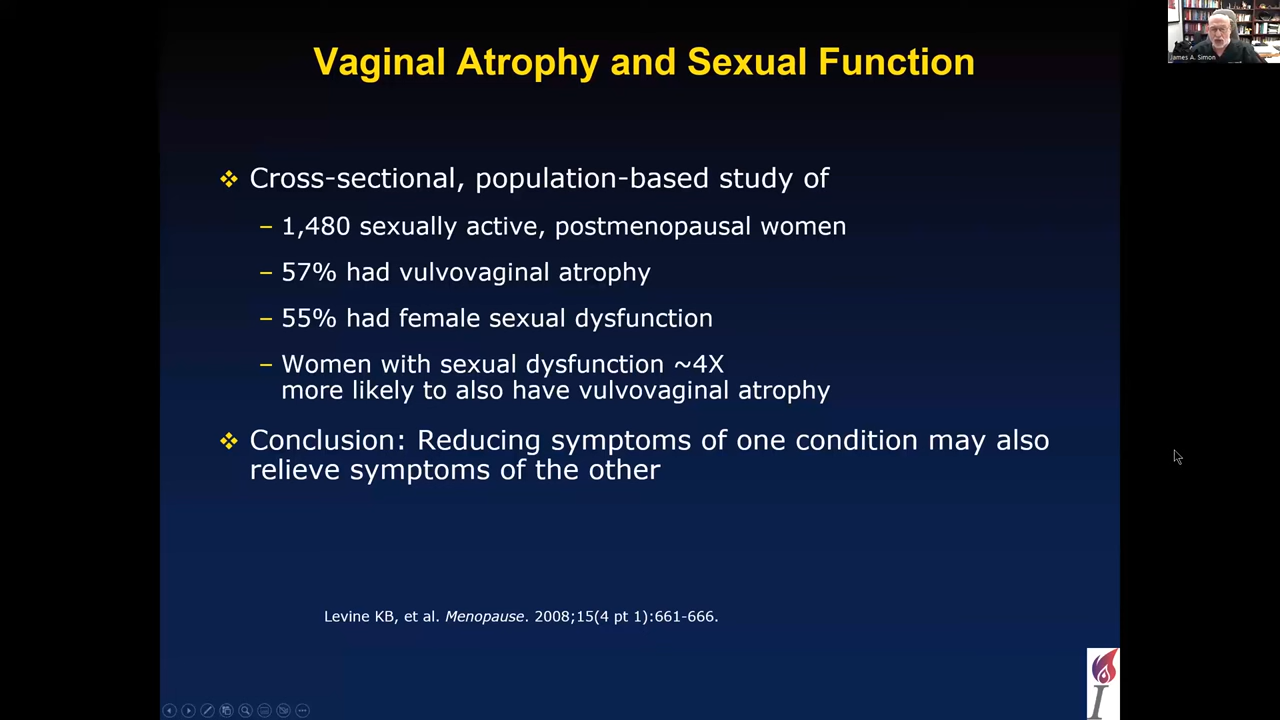 Vaginal Atrophy and Sexual Function
James A. Simon
❖ Cross-sectional, population-based study of
– 1,480 sexually active, postmenopausal women
– 57% had vulvovaginal atrophy
– 55% had female sexual dysfunction
– Women with sexual dysfunction ~4X
more likely to also have vulvovaginal atrophy
❖ Conclusion: Reducing symptoms of one condition may also
relieve symptoms of the other
Levine KB, et al. Menopause. 2008;15(4 pt 1):661-666.
I